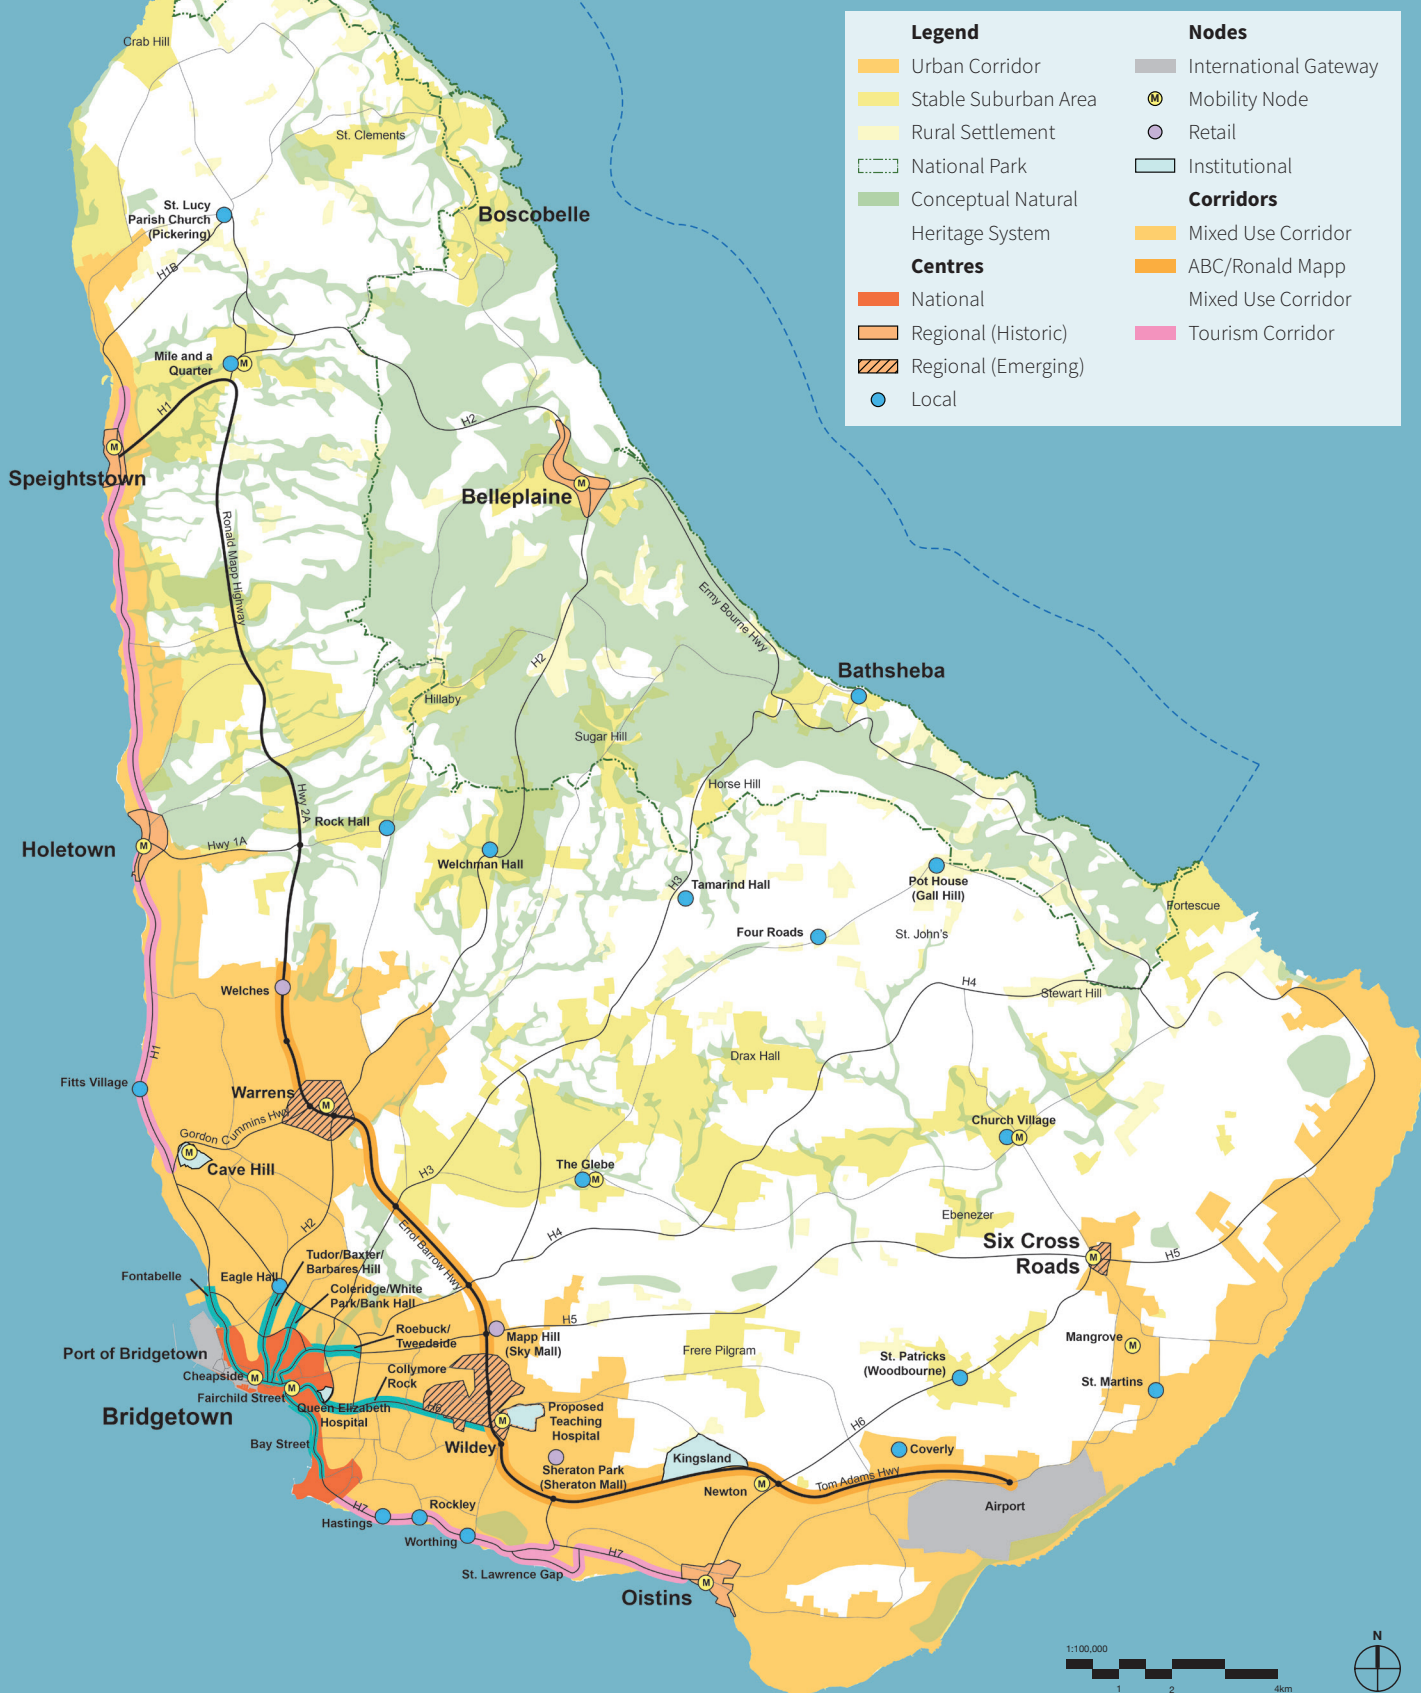 Legend
Urban Corridor
Stable Suburban Area
Rural Settlement
National Park
Conceptual Natural
Heritage System
Centres
National
Regional (Historic)
Regional (Emerging)
Local
Nodes
International Gateway
M
Mobility Node
Retail
Institutional
Corridors
Mixed Use Corridor
ABC/Ronald Mapp
Mixed Use Corridor
Tourism Corridor
Crab Hill
St. Clements
St. Lucy
Parish Church
(Pickering)
Boscobelle
H1B
Mile and a
Quarter
M
H1
H2
M
Speightstown
Belleplaine
M
Ronald Mapp Highway
Ermy Bourne Hwy
H2
Bathsheba
Hillaby
Sugar Hill
Horse Hill
Hwy 2A
Rock Hall
Holetown
M
Hwy 1A
Welchman Hall
H3
Tamarind Hall
Pot House
(Gall Hill)
Fortescue
Four Roads
St. John's
H4
Stewart Hill
Welches
H1
Drax Hall
Fitts Village
Warrens
M
Gordon Cummins Hwy
Church Village
M
M
Cave Hill
H3
The Glebe
M
Ebenezer
H2
Errol Barrow Hwy
H4
Six Cross
Roads
M
H5
Tudor/Baxter/
Barbares Hill
Fontabelle
Eagle Hall
Coleridge/White
Park/Bank Hall
H5
Roebuck/
Tweedside
Mapp Hill
(Sky Mall)
Mangrove
M
Port of Bridgetown
Frere Pilgram
St. Patricks
(Woodbourne)
Collymore
Rock
Cheapside
M
St. Martins
Fairchild Street
M
Bridgetown
Queen Elizabeth
Hospital
H6
M
Proposed
Teaching
Hospital
H6
Bay Street
Wildey
Coverly
Kingsland
Sheraton Park
(Sheraton Mall)
Newton
M
Tom Adams Hwy
Airport
H7
Rockley
Hastings
Worthing
H7
St. Lawrence Gap
M
Oistins
N
1:100,000
1
2
4km